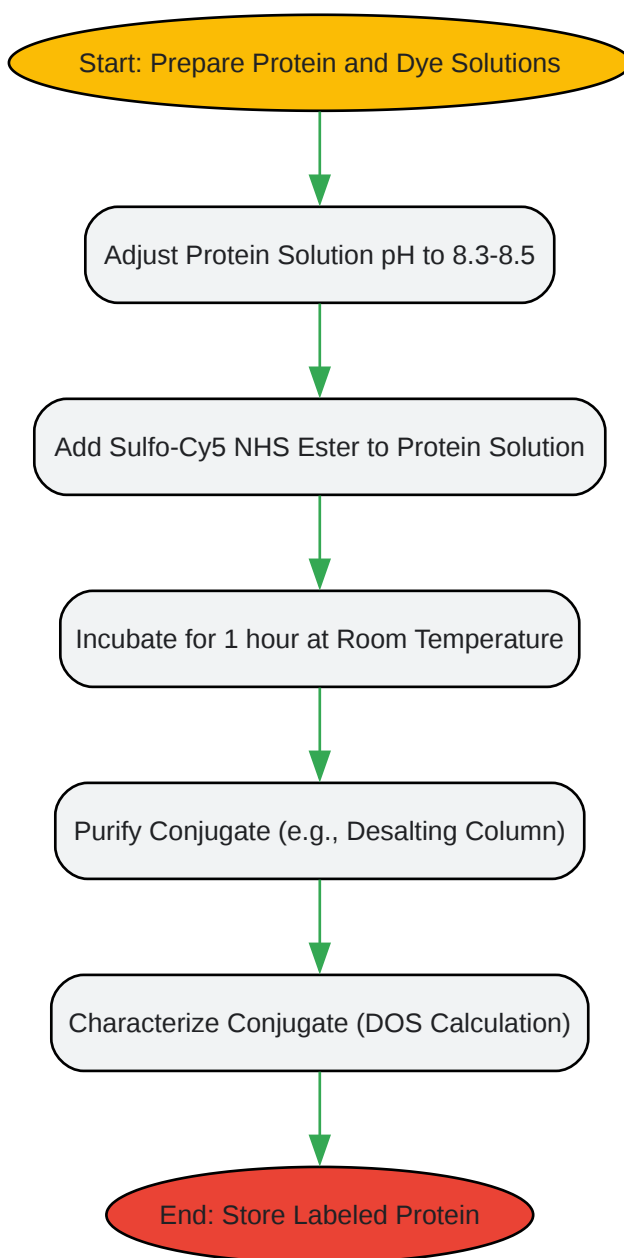 Start: Prepare Protein and Dye Solutions
Adjust Protein Solution pH to 8.3-8.5
Add Sulfo-Cy5 NHS Ester to Protein Solution
Incubate for 1 hour at Room Temperature
Purify Conjugate (e.g., Desalting Column)
Characterize Conjugate (DOS Calculation)
End: Store Labeled Protein